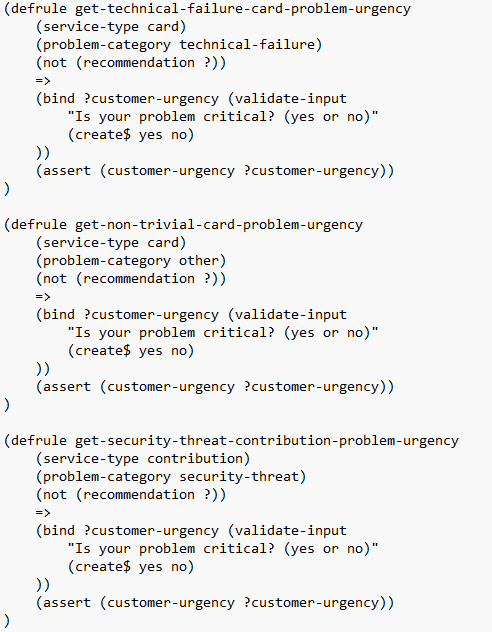 (defrule get-technical-failure-card-problem-urgency
    (service-type card)
    (problem-category technical-failure)
    (not (recommendation ?))
    =>
    (bind ?customer-urgency (validate-input
        "Is your problem critical? (yes or no)"
        (create$ yes no)
    ))
    (assert (customer-urgency ?customer-urgency))
)

(defrule get-non-trivial-card-problem-urgency
    (service-type card)
    (problem-category other)
    (not (recommendation ?))
    =>
    (bind ?customer-urgency (validate-input
        "Is your problem critical? (yes or no)"
        (create$ yes no)
    ))
    (assert (customer-urgency ?customer-urgency))
)

(defrule get-security-threat-contribution-problem-urgency
    (service-type contribution)
    (problem-category security-threat)
    (not (recommendation ?))
    =>
    (bind ?customer-urgency (validate-input
        "Is your problem critical? (yes or no)"
        (create$ yes no)
    ))
    (assert (customer-urgency ?customer-urgency))
)